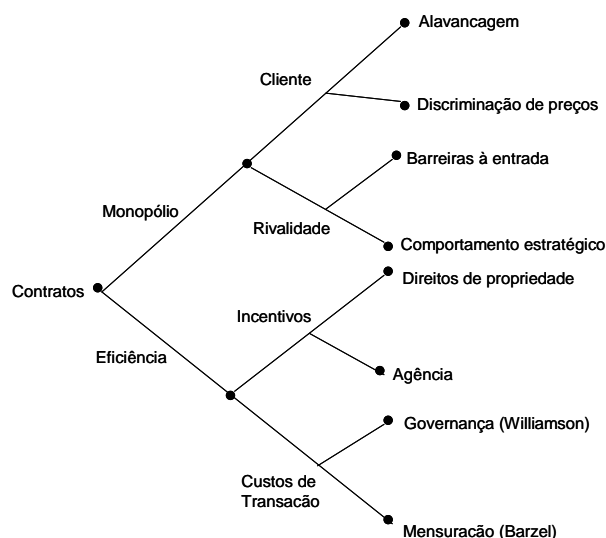 Alavancagem
Cliente
Discriminação de preços
Barreiras à entrada
Monopólio
Rivalidade
Comportamento estratégico
Direitos de propriedade
Contratos
Incentivos
Eficiência
Agência
Governança (Williamson)
Custos de
Transacão
Mensuracão (Barzel)